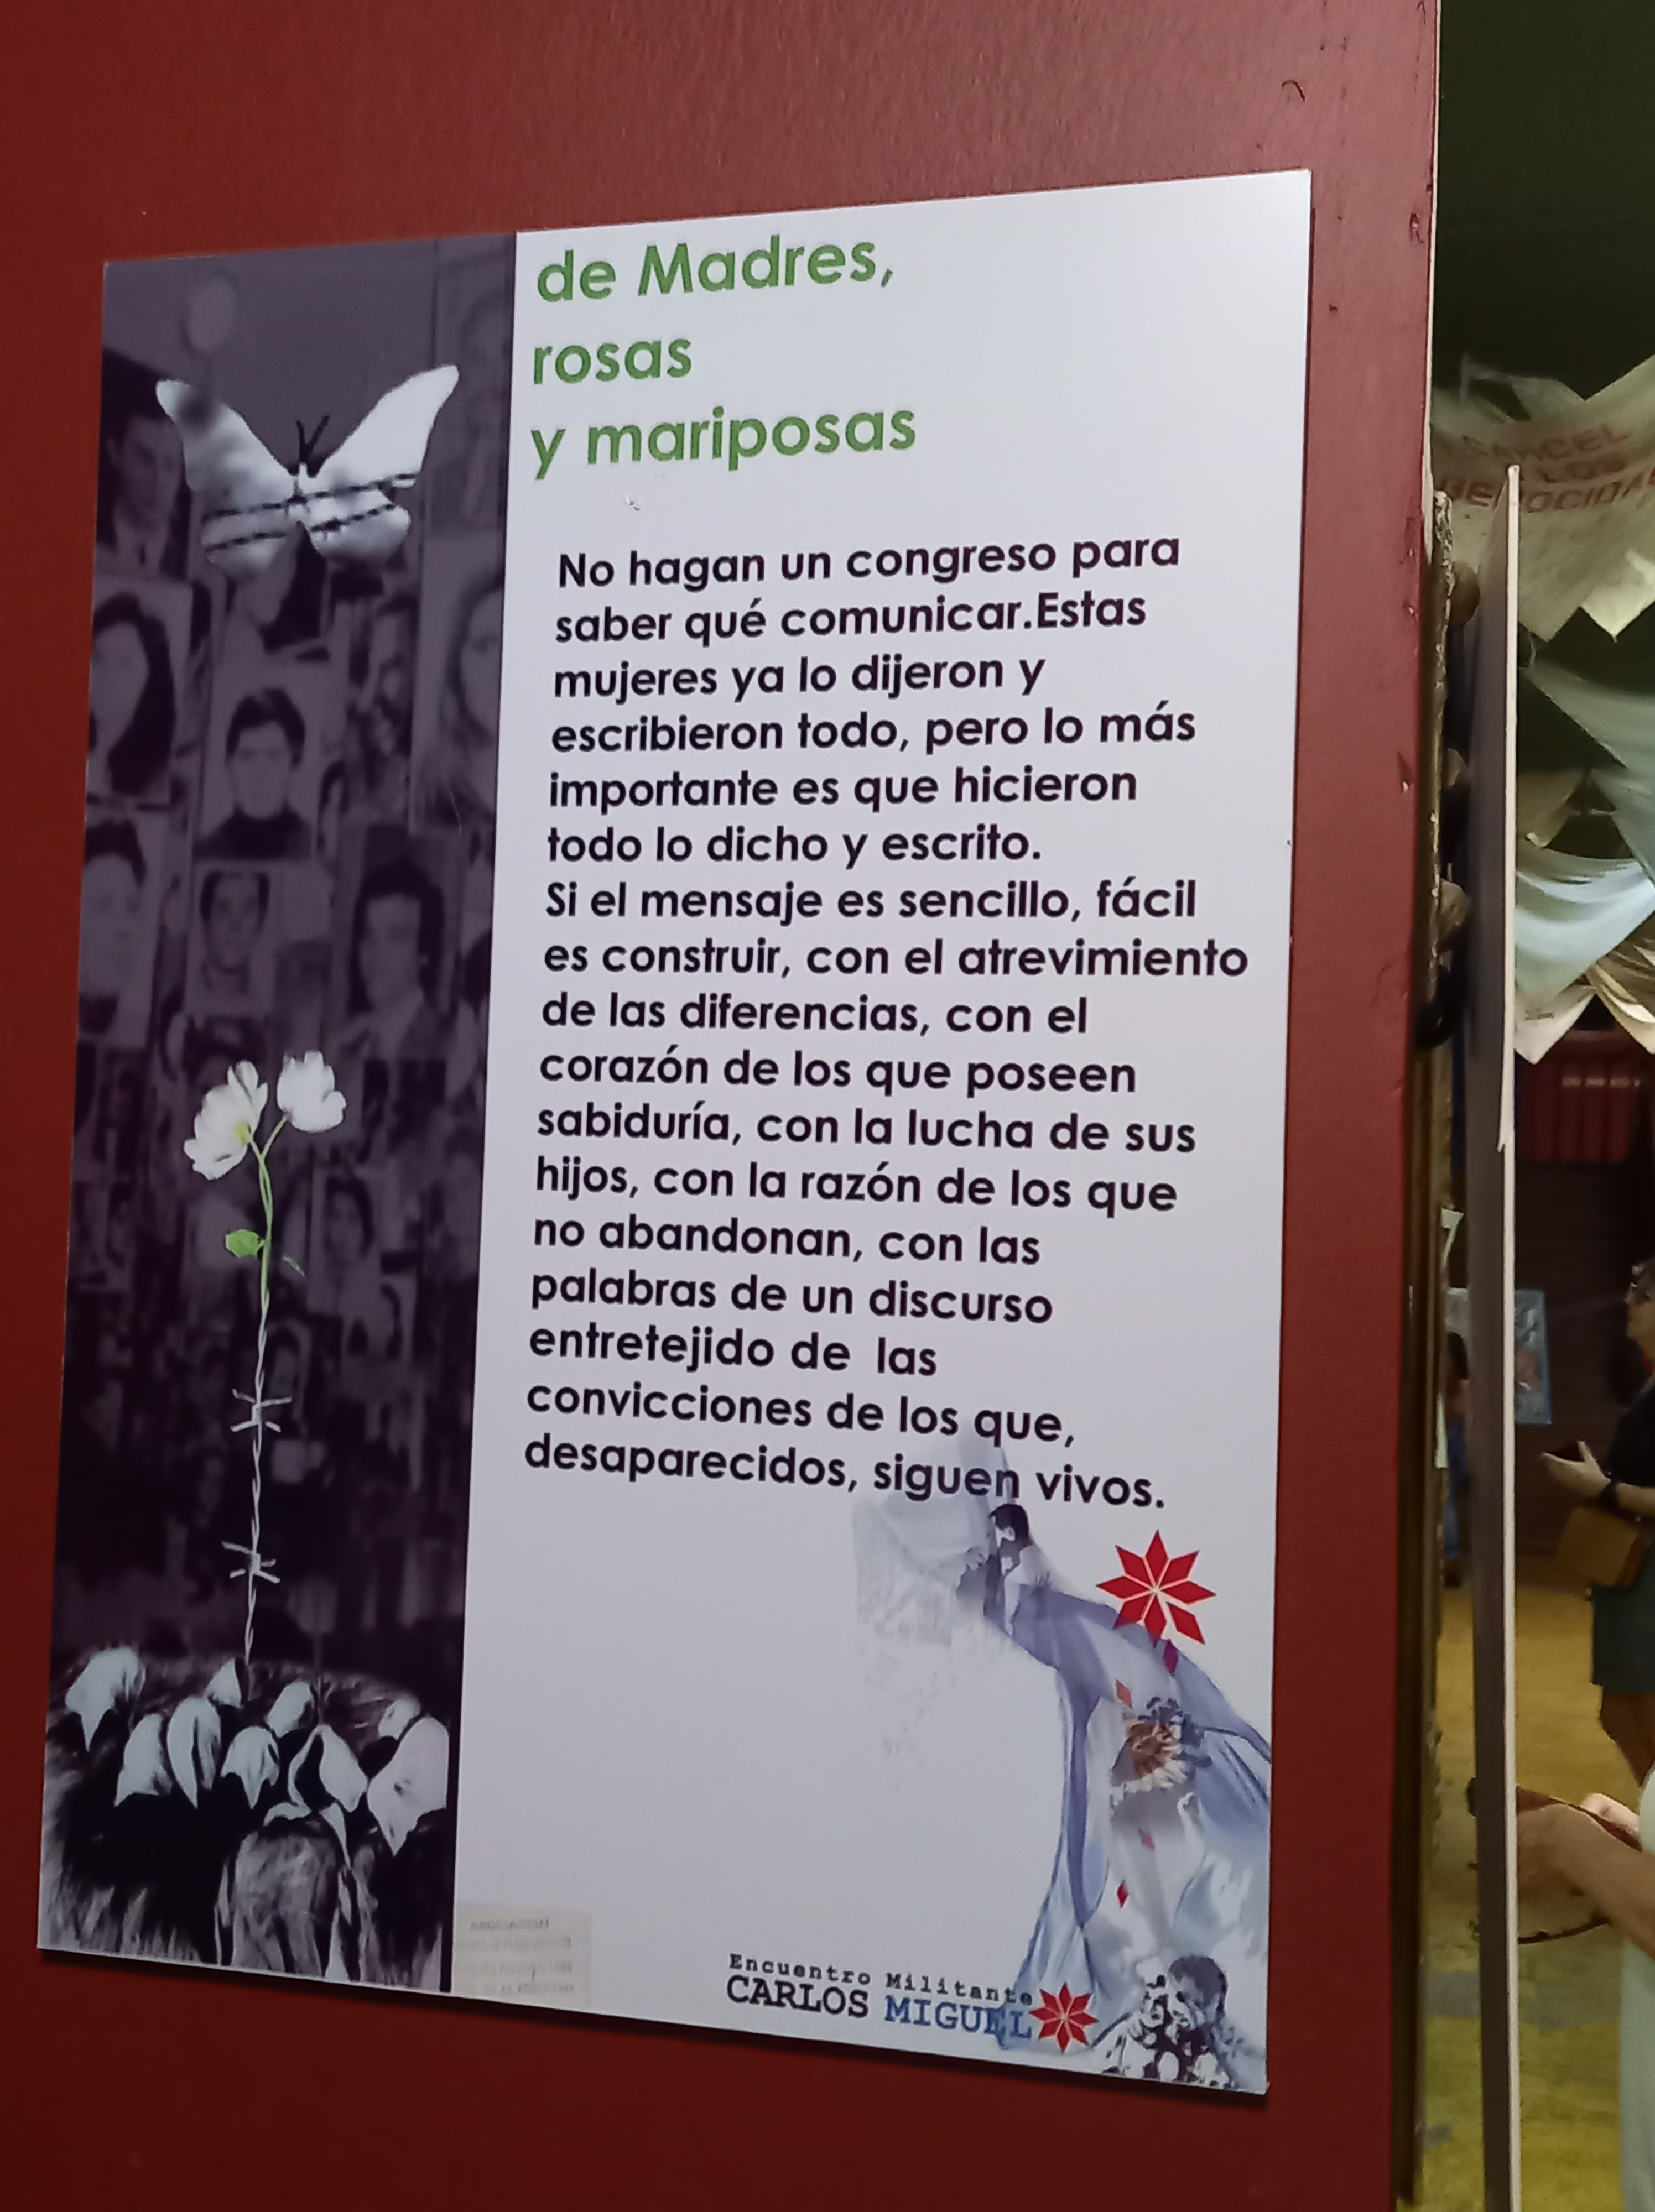 de Madres,
rosas
y mariposas
No hagan un congreso para
saber qué comunicar.Estas
mujeres ya lo dijeron y
escribieron todo, pero lo más
importante es que hicieron
todo lo dicho y escrito.
Si el mensaje es sencillo, fácil
es construir, con el atrevimiento
de las diferencias, con el
corazón de los que poseen
sabiduría, con la lucha de sus
hijos, con la razón de los que
no abandonan, con las
palabras de un discurso
entretejido de las
convicciones de los que,
desaparecidos, siguen vivos.
Encuentro Militante
CARLOS MIGUEL
CARCEL
LOS